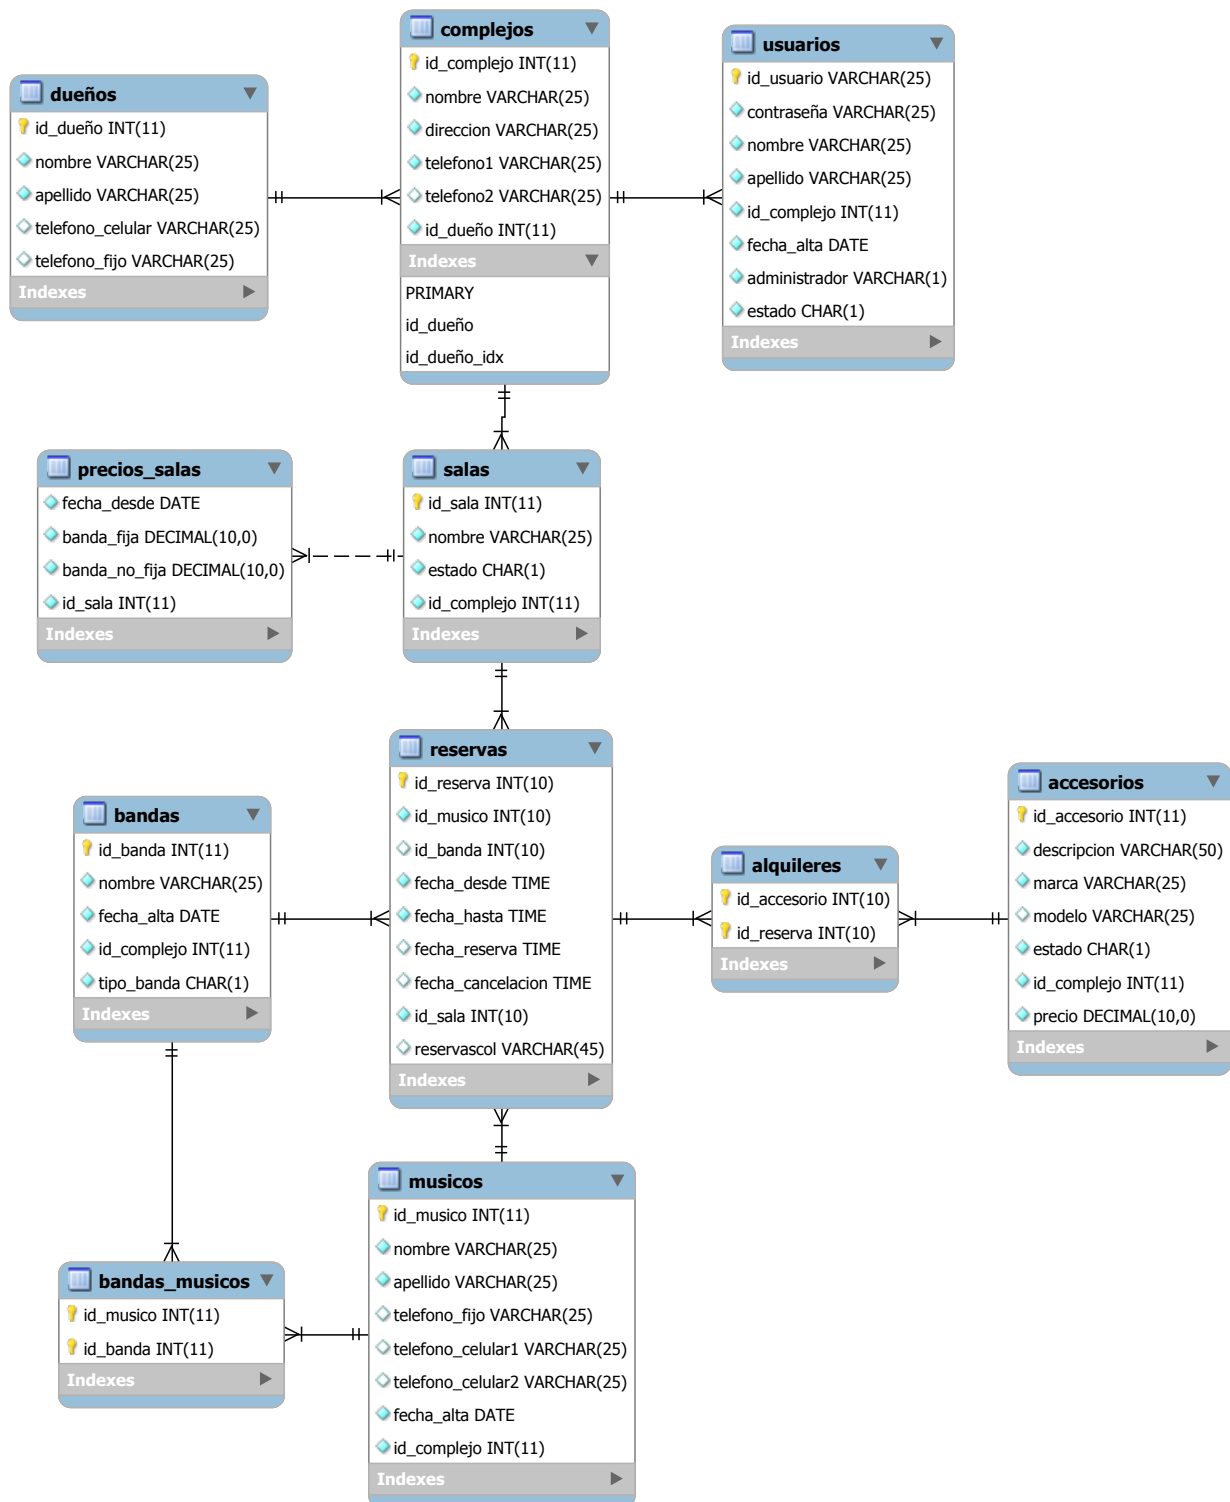 complejos
id_complejo INT(11)
nombre VARCHAR(25)
direccion VARCHAR(25)
telefono1 VARCHAR(25)
telefono2 VARCHAR(25)
id_dueño INT(11)
Indexes
PRIMARY
id_dueño
id_dueño_idx
usuarios
id_usuario VARCHAR(25)
contraseña VARCHAR(25)
nombre VARCHAR(25)
apellido VARCHAR(25)
id_complejo INT(11)
fecha_alta DATE
administrador VARCHAR(1)
estado CHAR(1)
Indexes
dueños
id_dueño INT(11)
nombre VARCHAR(25)
apellido VARCHAR(25)
telefono_celular VARCHAR(25)
telefono_fijo VARCHAR(25)
Indexes
precios_salas
fecha_desde DATE
banda_fija DECIMAL(10,0)
banda_no_fija DECIMAL(10,0)
id_sala INT(11)
Indexes
salas
id_sala INT(11)
nombre VARCHAR(25)
estado CHAR(1)
id_complejo INT(11)
Indexes
reservas
id_reserva INT(10)
id_musico INT(10)
id_banda INT(10)
fecha_desde TIME
fecha_hasta TIME
fecha_reserva TIME
fecha_cancelacion TIME
id_sala INT(10)
reservascol VARCHAR(45)
Indexes
bandas
id_banda INT(11)
nombre VARCHAR(25)
fecha_alta DATE
id_complejo INT(11)
tipo_banda CHAR(1)
Indexes
alquileres
id_accesorio INT(10)
id_reserva INT(10)
Indexes
accesorios
id_accesorio INT(11)
descripcion VARCHAR(50)
marca VARCHAR(25)
modelo VARCHAR(25)
estado CHAR(1)
id_complejo INT(11)
precio DECIMAL(10,0)
Indexes
musicos
id_musico INT(11)
nombre VARCHAR(25)
apellido VARCHAR(25)
telefono_fijo VARCHAR(25)
telefono_celular1 VARCHAR(25)
telefono_celular2 VARCHAR(25)
fecha_alta DATE
id_complejo INT(11)
Indexes
bandas_musicos
id_musico INT(11)
id_banda INT(11)
Indexes